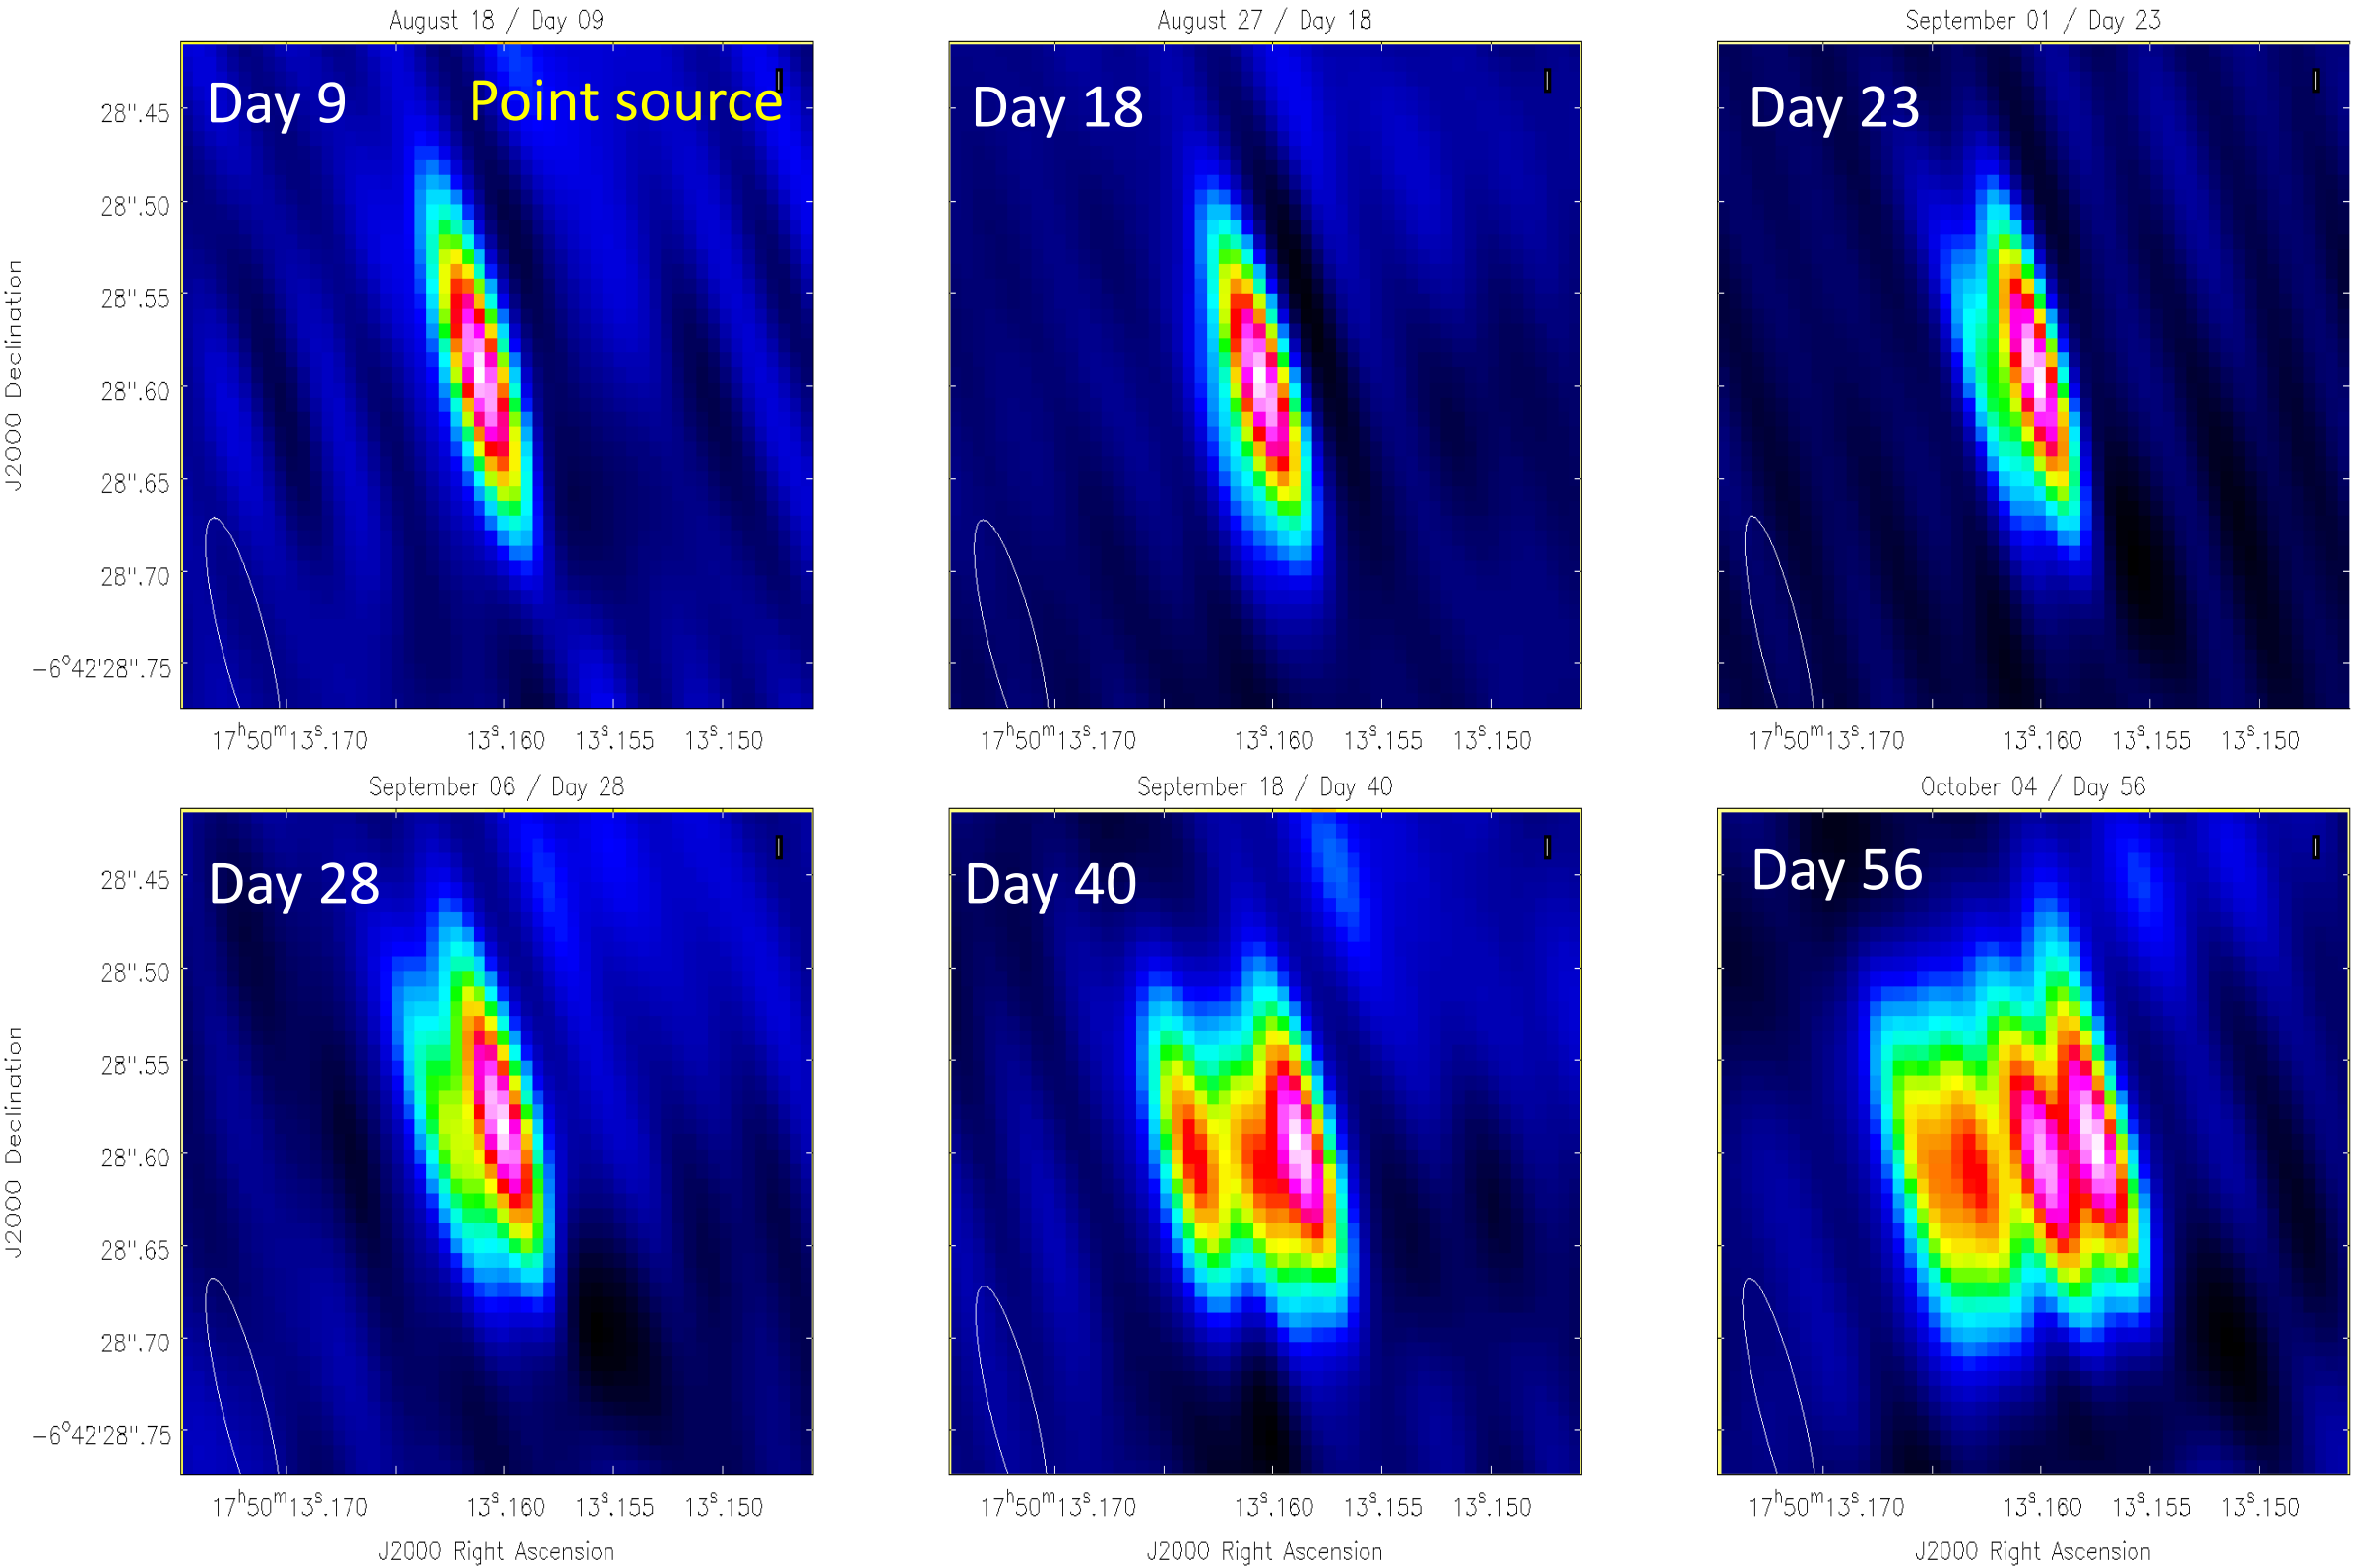 August 18 / Day 09
August 27 / Day 18
September 01 / Day 23
Day 9
Point source
Day 18
Day 23
J2000 Declination
28".45
28".50
28".55
28".60
28".65
28".70
−6°42'28".75
17ʰ50ᵐ13ˢ.170
13ˢ.160
13ˢ.155
13ˢ.150
17ʰ50ᵐ13ˢ.170
13ˢ.160
13ˢ.155
13ˢ.150
17ʰ50ᵐ13ˢ.170
13ˢ.160
13ˢ.155
13ˢ.150
September 06 / Day 28
September 18 / Day 40
October 04 / Day 56
Day 28
Day 40
Day 56
J2000 Declination
28".45
28".50
28".55
28".60
28".65
28".70
−6°42'28".75
17ʰ50ᵐ13ˢ.170
13ˢ.160
13ˢ.155
13ˢ.150
17ʰ50ᵐ13ˢ.170
13ˢ.160
13ˢ.155
13ˢ.150
17ʰ50ᵐ13ˢ.170
13ˢ.160
13ˢ.155
13ˢ.150
J2000 Right Ascension
J2000 Right Ascension
J2000 Right Ascension